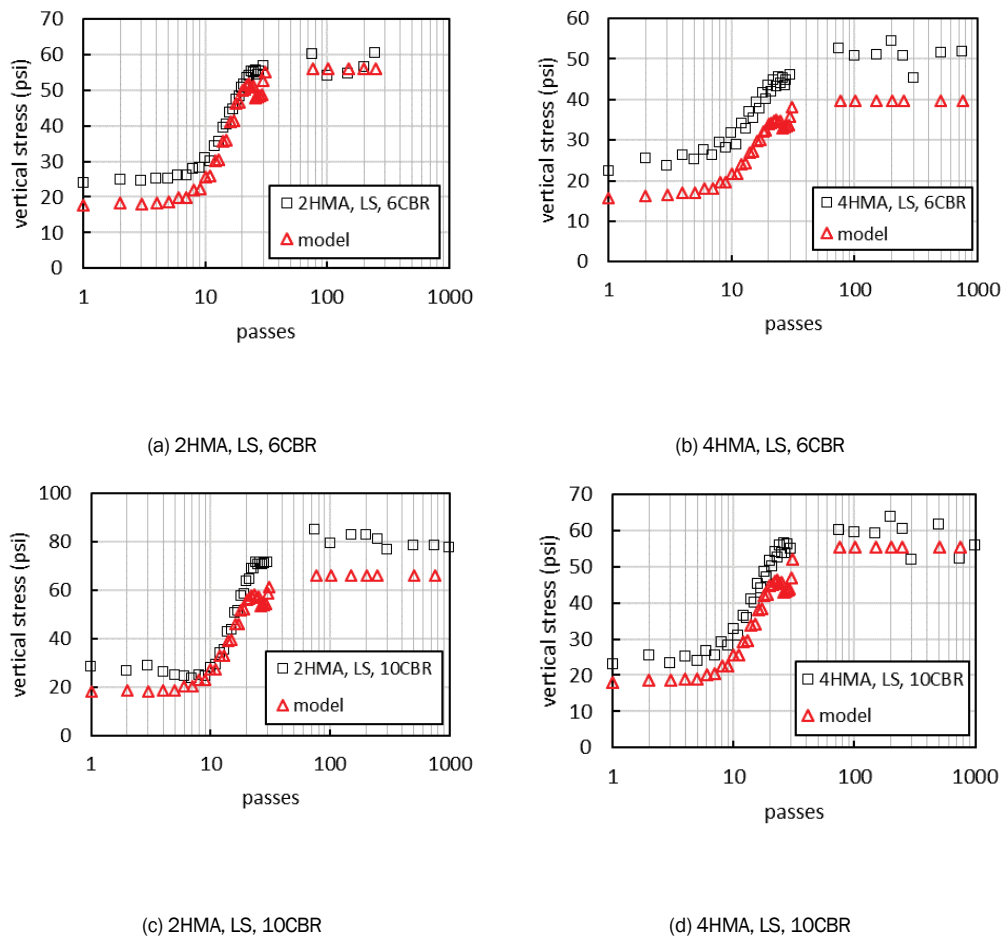 70
60
50
40
30
20
10
0
vertical stress (psi)
2HMA, LS, 6CBR
model
1
10
100
1000
passes
(a) 2HMA, LS, 6CBR
60
50
40
30
20
10
0
vertical stress (psi)
4HMA, LS, 6CBR
model
1
10
100
1000
passes
(b) 4HMA, LS, 6CBR
100
80
60
40
20
0
vertical stress (psi)
2HMA, LS, 10CBR
model
1
10
100
1000
passes
(c) 2HMA, LS, 10CBR
70
60
50
40
30
20
10
0
vertical stress (psi)
4HMA, LS, 10CBR
model
1
10
100
1000
passes
(d) 4HMA, LS, 10CBR